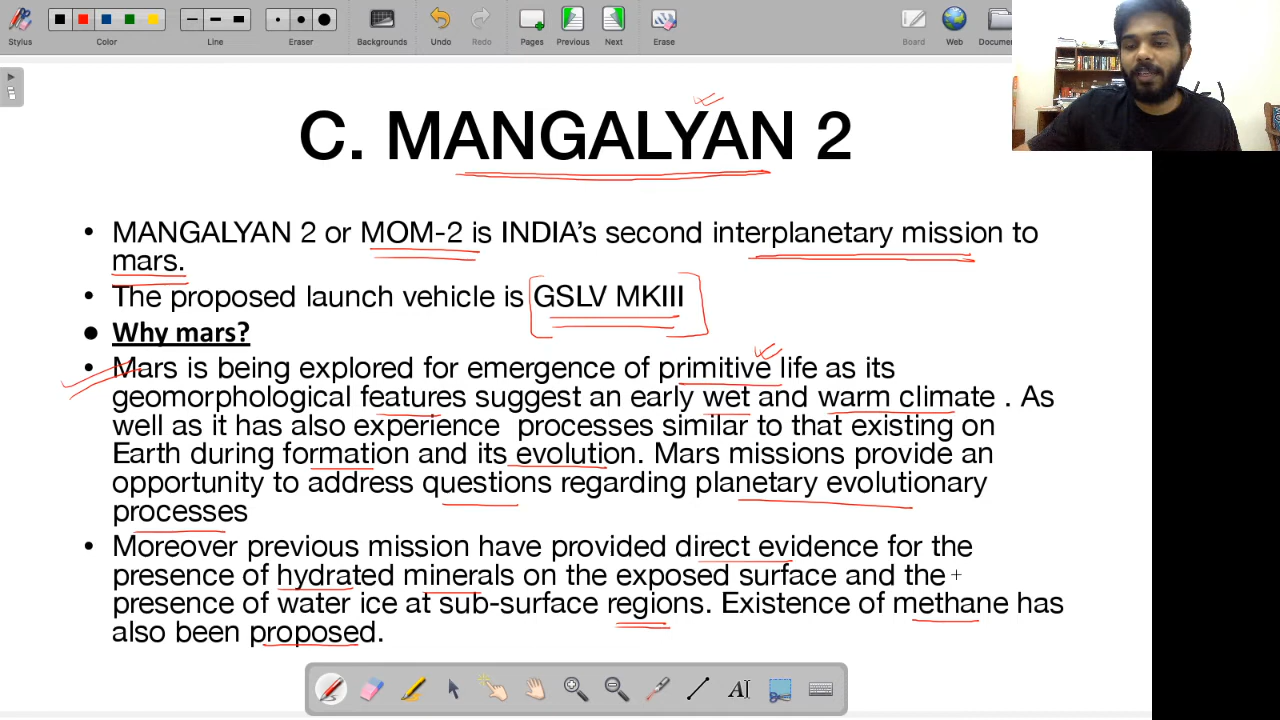 Stylus
Color
Line
Eraser
Backgrounds
Undo
Redo
Pages
Previous
Next
Erase
Board
Web
Docum
C. MANGALYAN 2
• MANGALYAN 2 or MOM-2 is INDIA's second interplanetary mission to
mars.
• The proposed launch vehicle is GSLV MKIII
● Why mars?
• Mars is being explored for emergence of primitive life as its
geomorphological features suggest an early wet and warm climate . As
well as it has also experience processes similar to that existing on
Earth during formation and its evolution. Mars missions provide an
opportunity to address questions regarding planetary evolutionary
processes
• Moreover previous mission have provided direct evidence for the
presence of hydrated minerals on the exposed surface and the
presence of water ice at sub-surface regions. Existence of methane has
also been proposed.